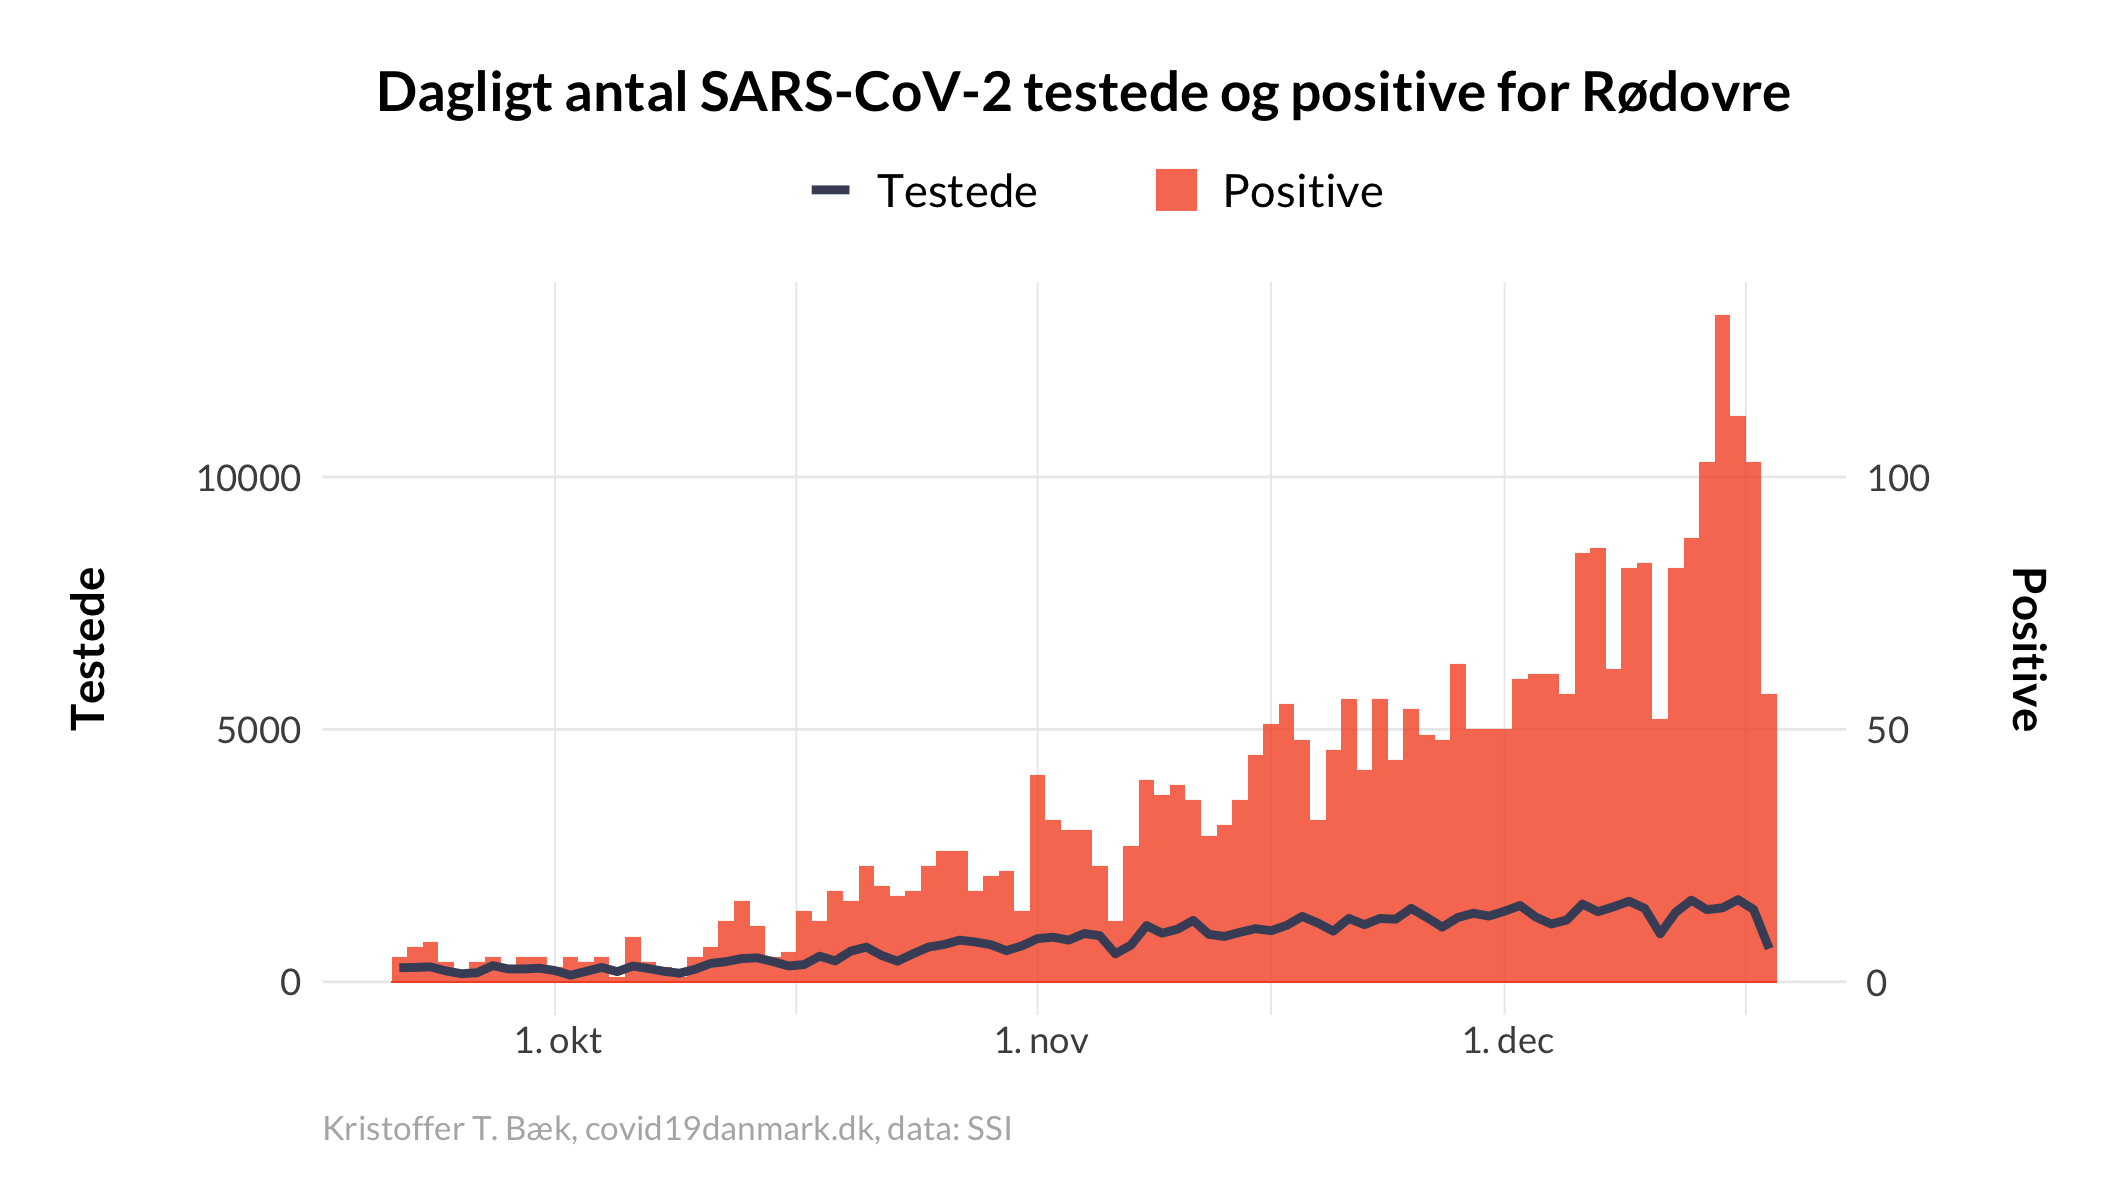 Dagligt antal SARS-CoV-2 testede og positive for Rødovre
Testede
Positive
10000
5000
0
100
50
0
Testede
Positive
1. okt
1. nov
1. dec
Kristoffer T. Bæk, covid19danmark.dk, data: SSI